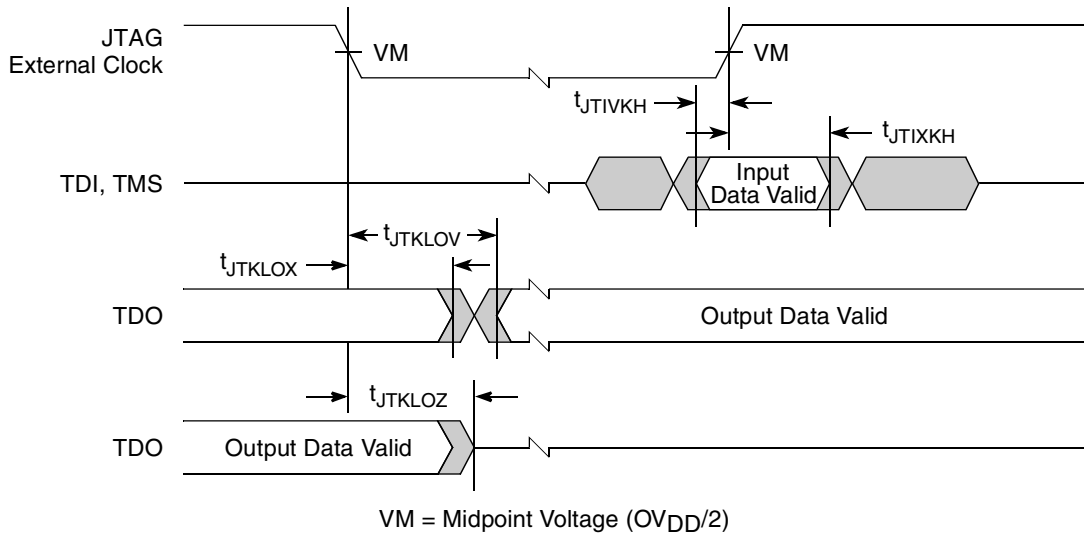 JTAG
External Clock
VM
VM
tJTIVKH
tJTIXKH
TDI, TMS
Input
Data Valid
tJTKLOV
tJTKLOX
TDO
Output Data Valid
tJTKLOZ
TDO
Output Data Valid
VM = Midpoint Voltage (OVDD/2)